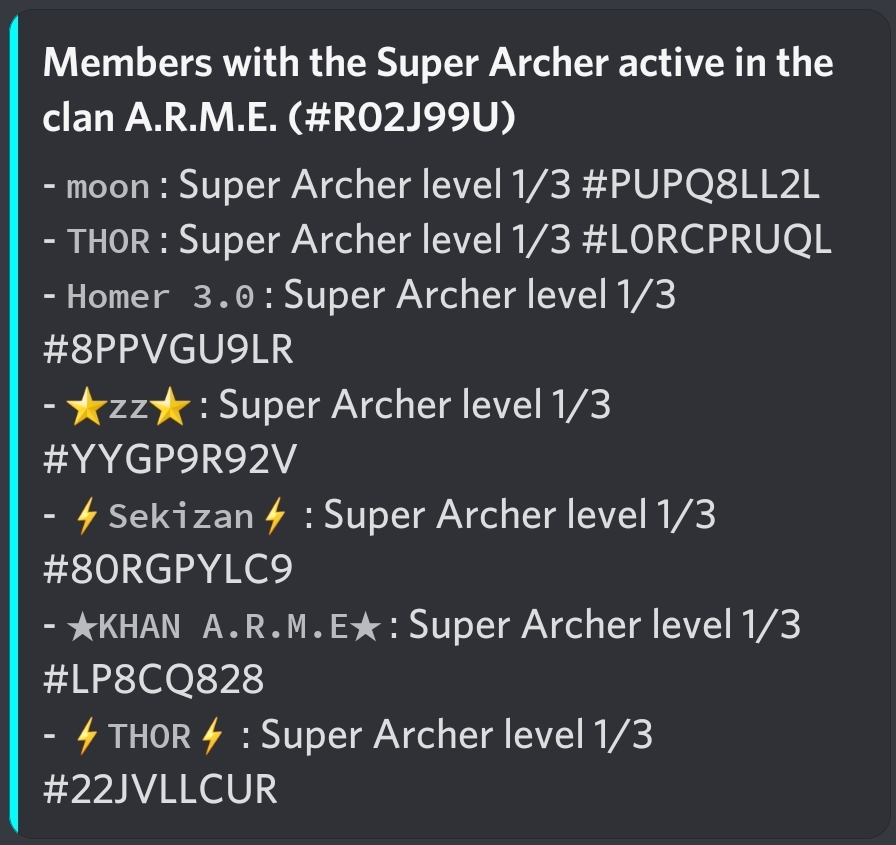 Members with the Super Archer active in the
clan A.R.M.E. (#R02J99U)
- moon : Super Archer level 1/3 #PUPQ8LL2L
- THOR : Super Archer level 1/3 #L0RCPRUQL
- Homer 3.0 : Super Archer level 1/3
#8PPVGU9LR
- ⭐zz⭐ : Super Archer level 1/3
#YYGP9R92V
- ⚡Sekizan⚡ : Super Archer level 1/3
#80RGPYLC9
- ★KHAN A.R.M.E★ : Super Archer level 1/3
#LP8CQ828
- ⚡THOR⚡ : Super Archer level 1/3
#22JVLLCUR